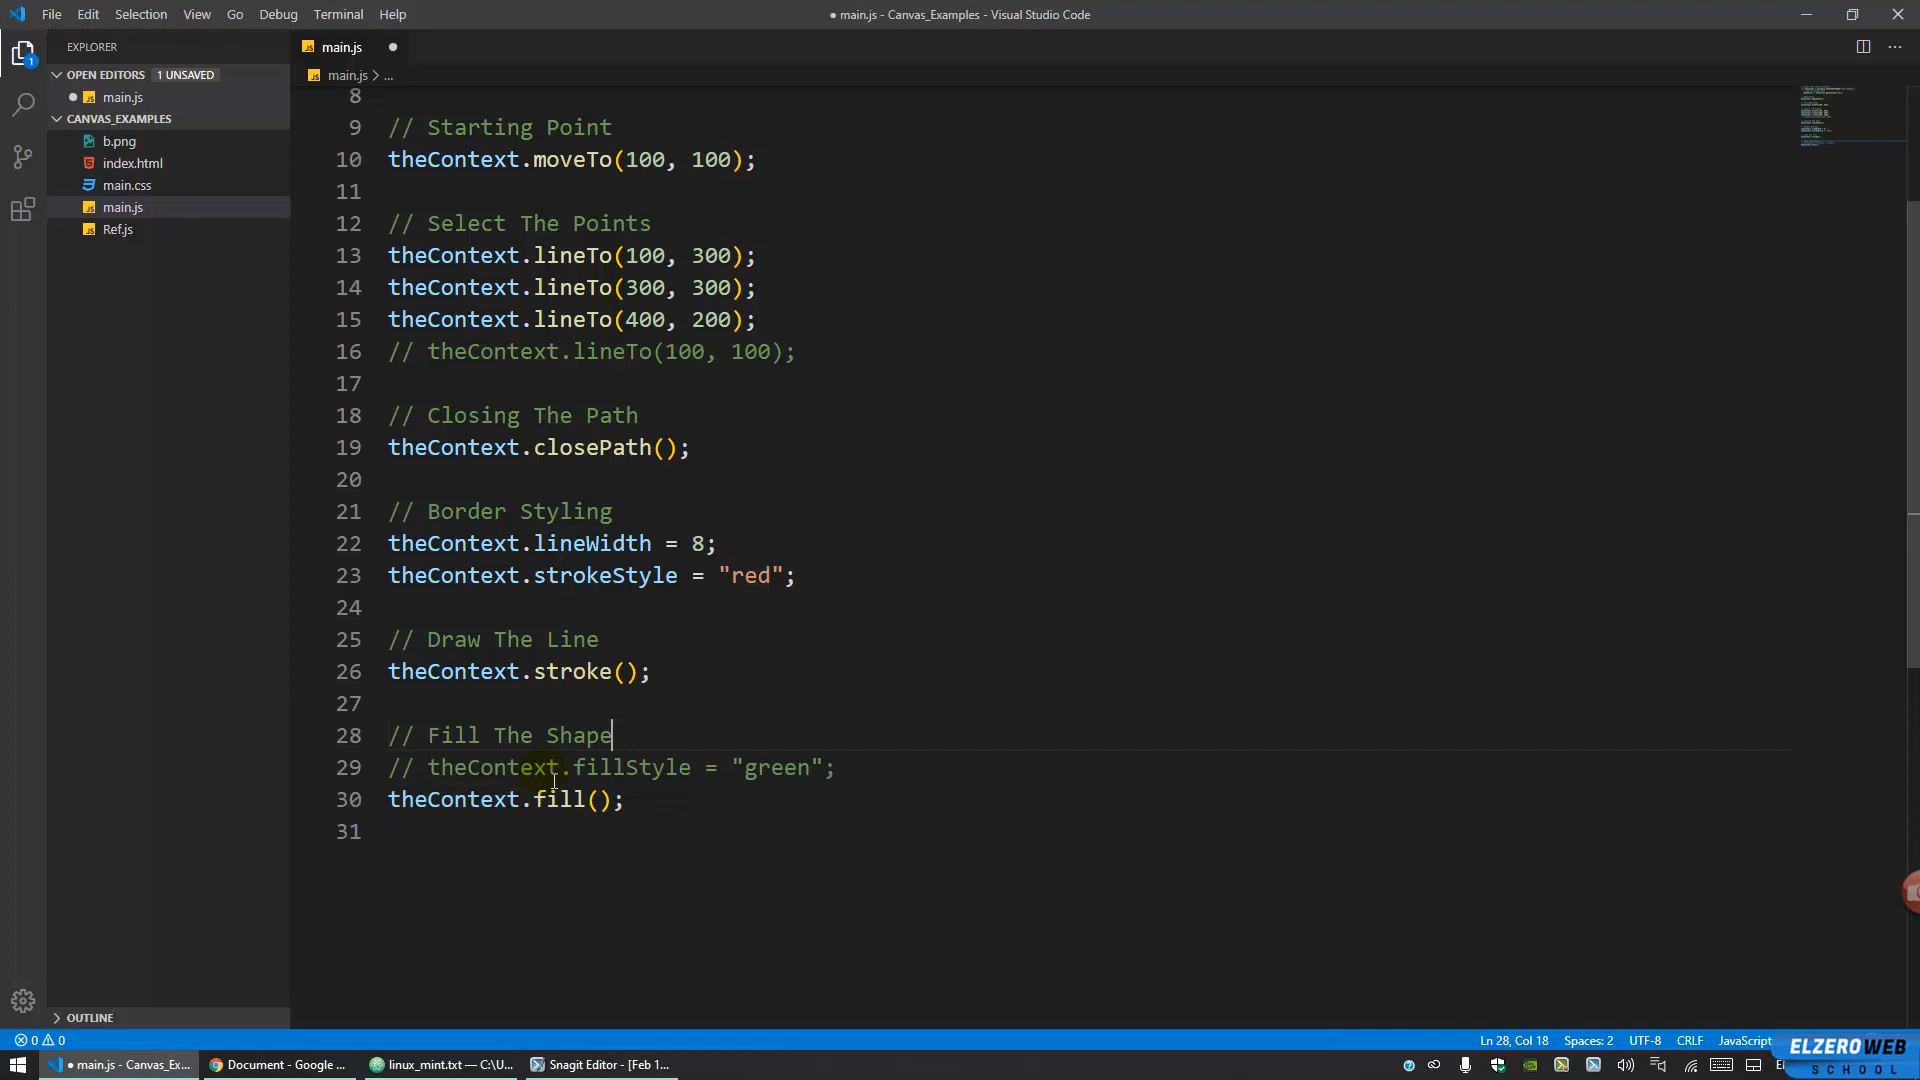 File Edit Selection View Go Debug Terminal Help
● main.js - Canvas_Examples - Visual Studio Code
EXPLORER
OPEN EDITORS 1 UNSAVED
main.js
CANVAS_EXAMPLES
b.png
index.html
main.css
main.js
Ref.js
OUTLINE
1
main.js
main.js > ...
8
9 // Starting Point
10 theContext.moveTo(100, 100);
11
12 // Select The Points
13 theContext.lineTo(100, 300);
14 theContext.lineTo(300, 300);
15 theContext.lineTo(400, 200);
16 // theContext.lineTo(100, 100);
17
18 // Closing The Path
19 theContext.closePath();
20
21 // Border Styling
22 theContext.lineWidth = 8;
23 theContext.strokeStyle = "red";
24
25 // Draw The Line
26 theContext.stroke();
27
28 // Fill The Shape
29 // theContext.fillStyle = "green";
30 theContext.fill();
31
0 0
Ln 28, Col 18 Spaces: 2 UTF-8 CRLF JavaScript
● main.js - Canvas_Ex... Document - Google ... linux_mint.txt — C:\U... Snagit Editor - [Feb 1...
ELZEROWEB
SCHOOL